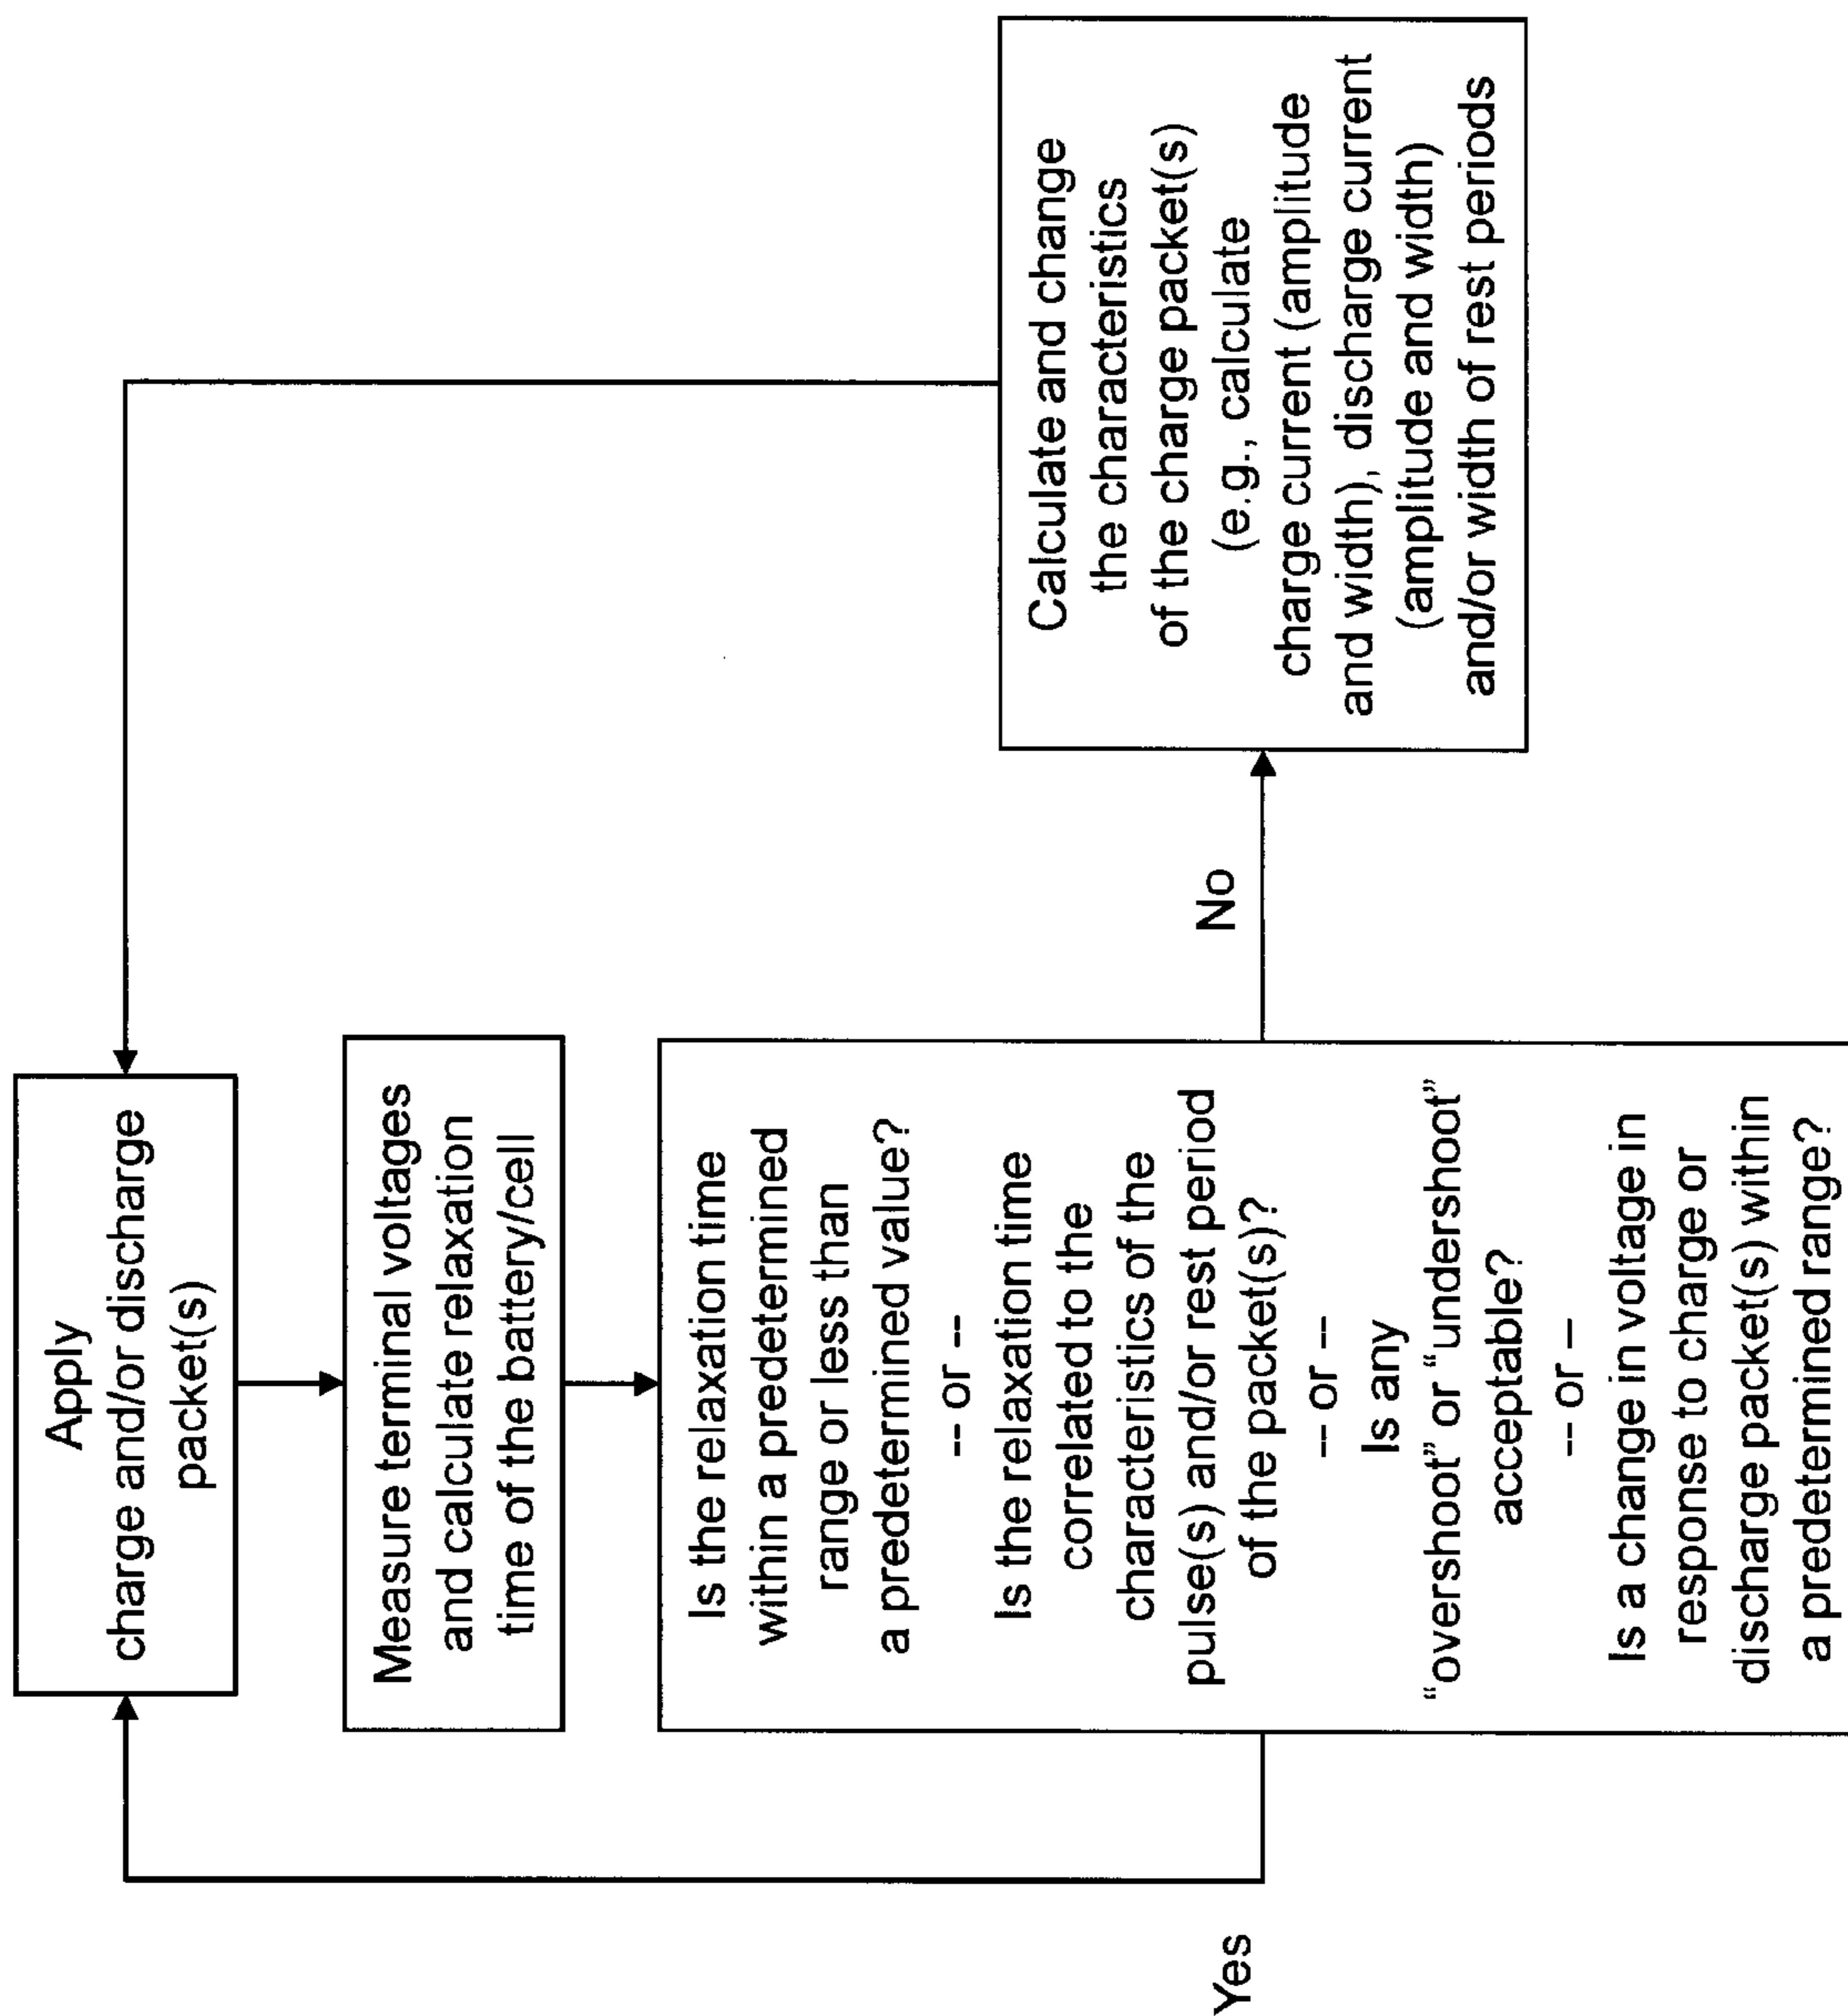 Apply
charge and/or discharge
packet(s)
Measure terminal voltages
and calculate relaxation
time of the battery/cell
Is the relaxation time
within a predetermined
range or less than
a predetermined value?
-- or --
Is the relaxation time
correlated to the
characteristics of the
pulse(s) and/or rest period
of the packet(s)?
-- or --
Is any
“overshoot” or “undershoot”
acceptable?
-- or –
Is a change in voltage in
response to charge or
discharge packet(s) within
a predetermined range?
Yes
No
Calculate and change
the characteristics
of the charge packet(s)
(e.g., calculate
charge current (amplitude
and width), discharge current
(amplitude and width)
and/or width of rest periods